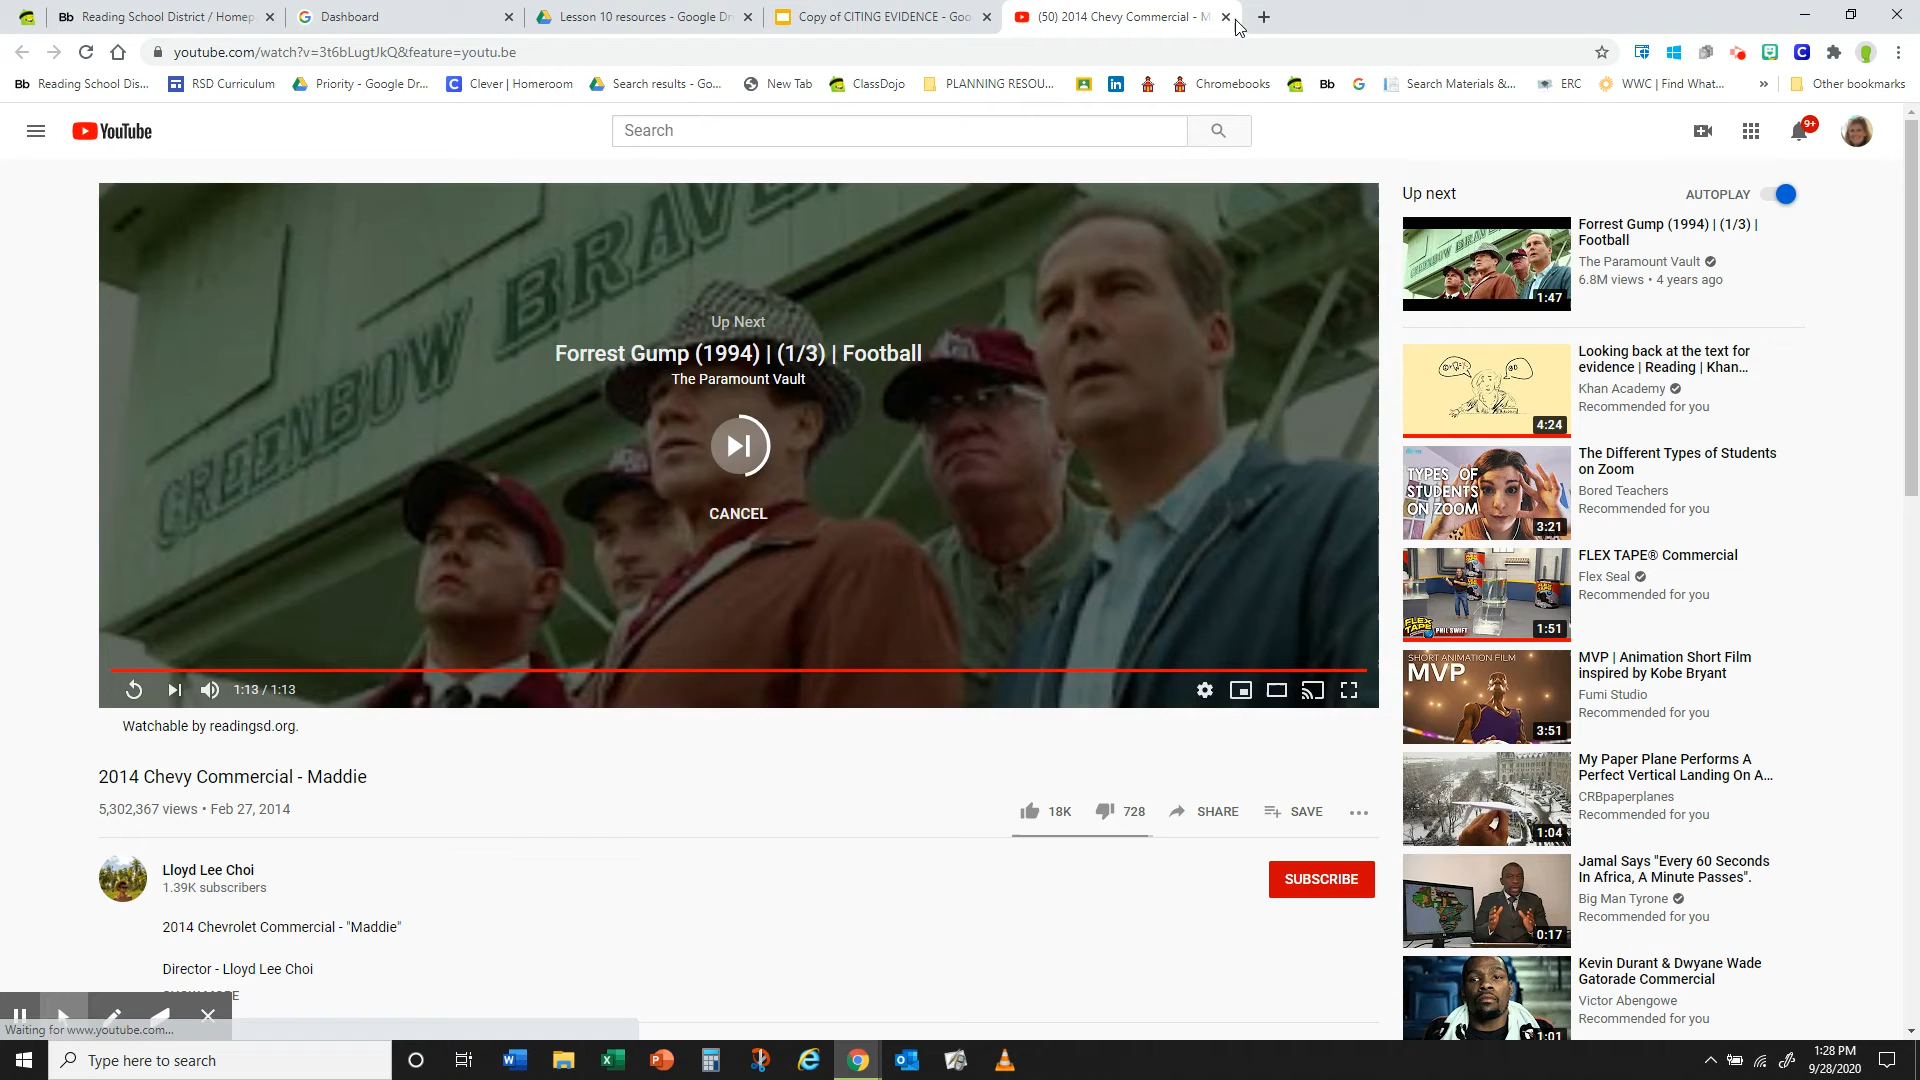 Reading School District / Homep
Dashboard
Lesson 10 resources - Google Dri
Copy of CITING EVIDENCE - Goo
(50) 2014 Chevy Commercial - M
youtube.com/watch?v=3t6bLugtJkQ&feature=youtu.be
Bb Reading School Dis...
RSD Curriculum
Priority - Google Dr...
Clever | Homeroom
Search results - Go...
New Tab
ClassDojo
PLANNING RESOU...
Chromebooks
Bb
Search Materials &...
ERC
WWC | Find What...
Other bookmarks
YouTube
Search
9+
GREENBOW BRAVES
Up Next
Forrest Gump (1994) | (1/3) | Football
The Paramount Vault
CANCEL
1:13 / 1:13
Watchable by readingsd.org.
2014 Chevy Commercial - Maddie
5,302,367 views • Feb 27, 2014
18K
728
SHARE
SAVE
Lloyd Lee Choi
1.39K subscribers
SUBSCRIBE
2014 Chevrolet Commercial - "Maddie"
Director - Lloyd Lee Choi
Waiting for www.youtube.com...
Up next
AUTOPLAY
Forrest Gump (1994) | (1/3) |
Football
The Paramount Vault
6.8M views • 4 years ago
1:47
Looking back at the text for
evidence | Reading | Khan...
Khan Academy
Recommended for you
4:24
The Different Types of Students
on Zoom
Bored Teachers
Recommended for you
TYPES OF
STUDENTS
ON ZOOM
3:21
FLEX TAPE® Commercial
Flex Seal
Recommended for you
FLEX
TAPE
PHIL SWIFT
1:51
MVP | Animation Short Film
inspired by Kobe Bryant
Fumi Studio
Recommended for you
SHORT ANIMATION FILM
MVP
3:51
My Paper Plane Performs A
Perfect Vertical Landing On A...
CRBpaperplanes
Recommended for you
1:04
Jamal Says "Every 60 Seconds
In Africa, A Minute Passes".
Big Man Tyrone
Recommended for you
0:17
Kevin Durant & Dwyane Wade
Gatorade Commercial
Victor Abengowe
Recommended for you
1:01
Type here to search
1:28 PM
9/28/2020